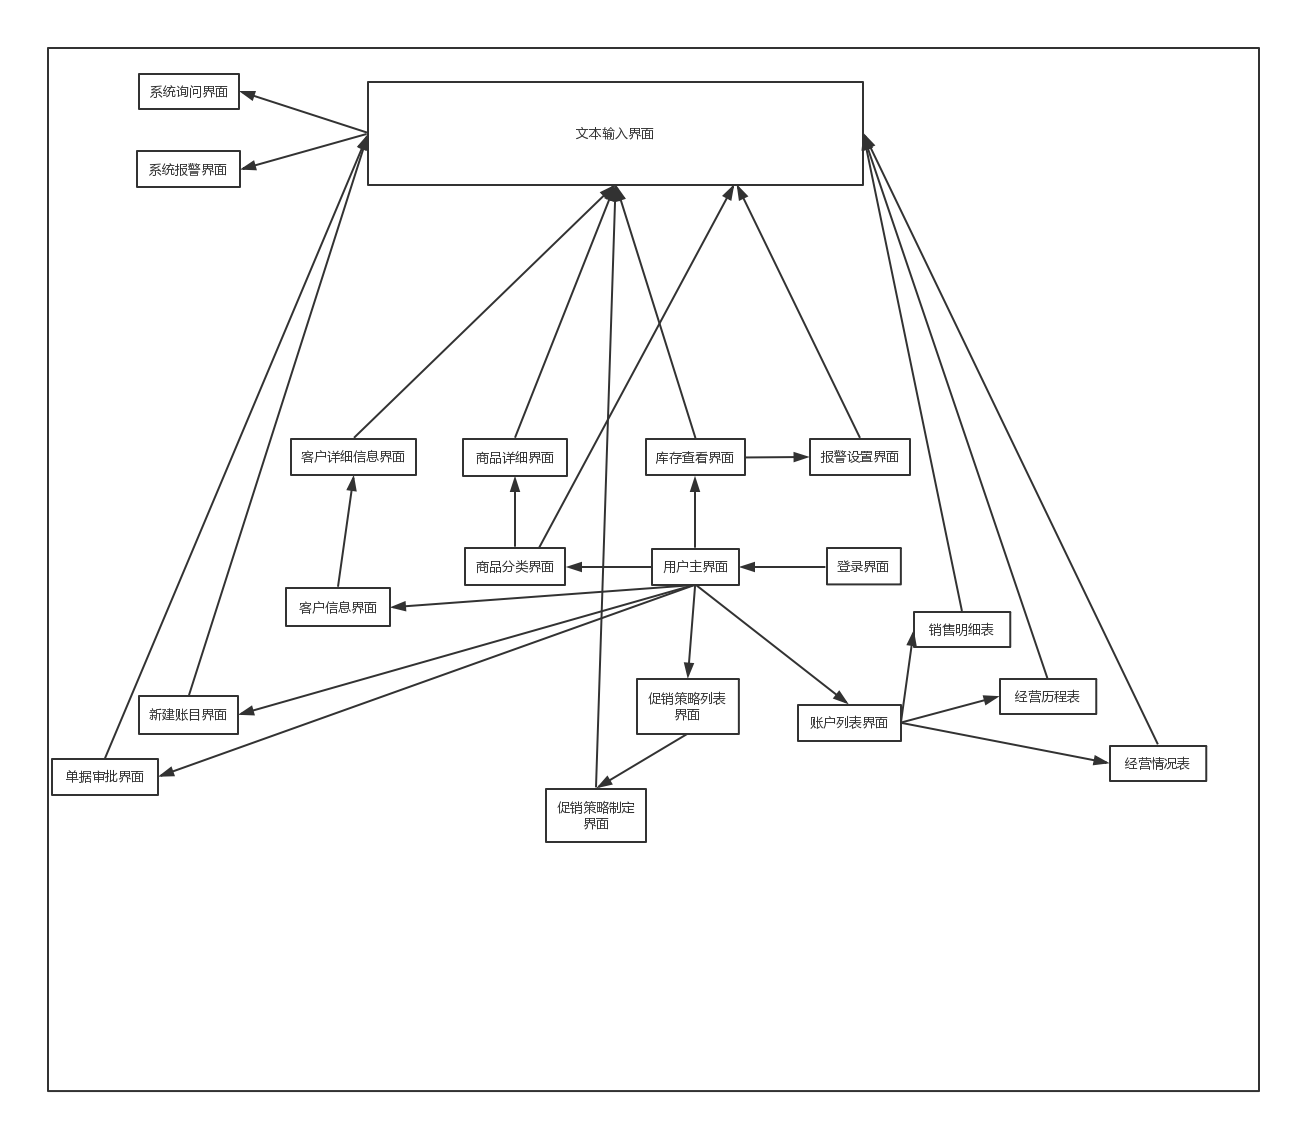 系统询问界面
文本输入界面
系统报警界面
客户详细信息界面
商品详细界面
库存查看界面
报警设置界面
商品分类界面
用户主界面
登录界面
客户信息界面
销售明细表
新建账目界面
促销策略列表
界面
账户列表界面
经营历程表
单据审批界面
经营情况表
促销策略制定
界面